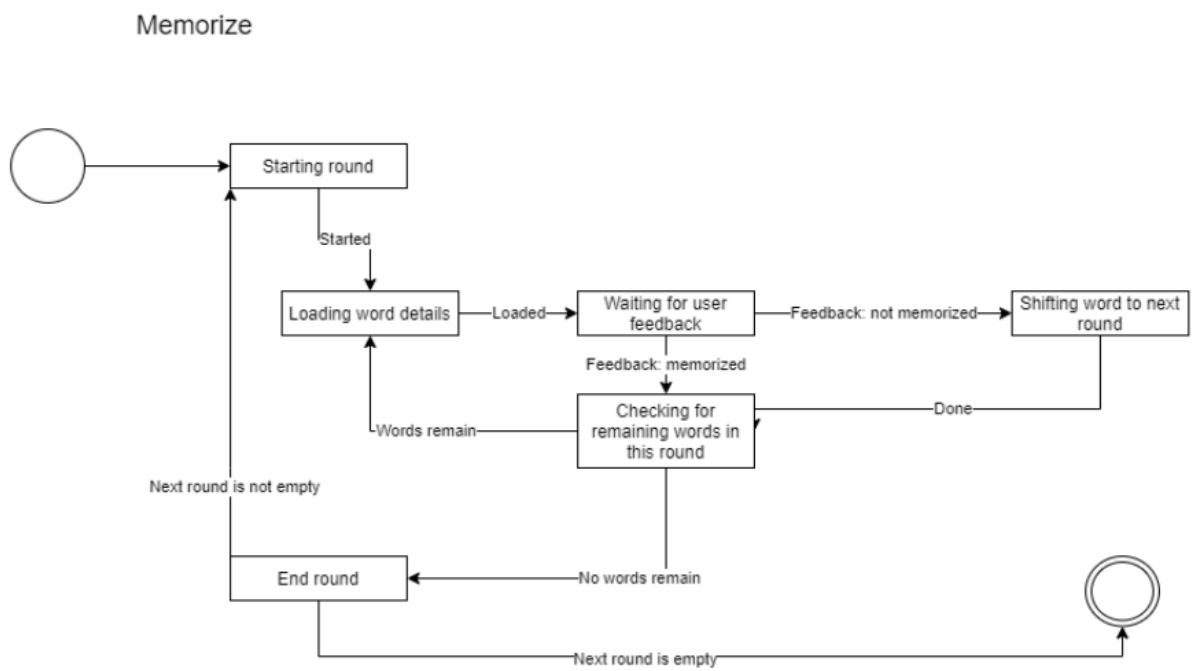 Memorize
Starting round
Started
Loading word details
Loaded
Waiting for user
feedback
Feedback: not memorized
Shifting word to next
round
Feedback: memorized
Checking for
remaining words in
this round
Done
Words remain
Next round is not empty
End round
No words remain
Next round is empty